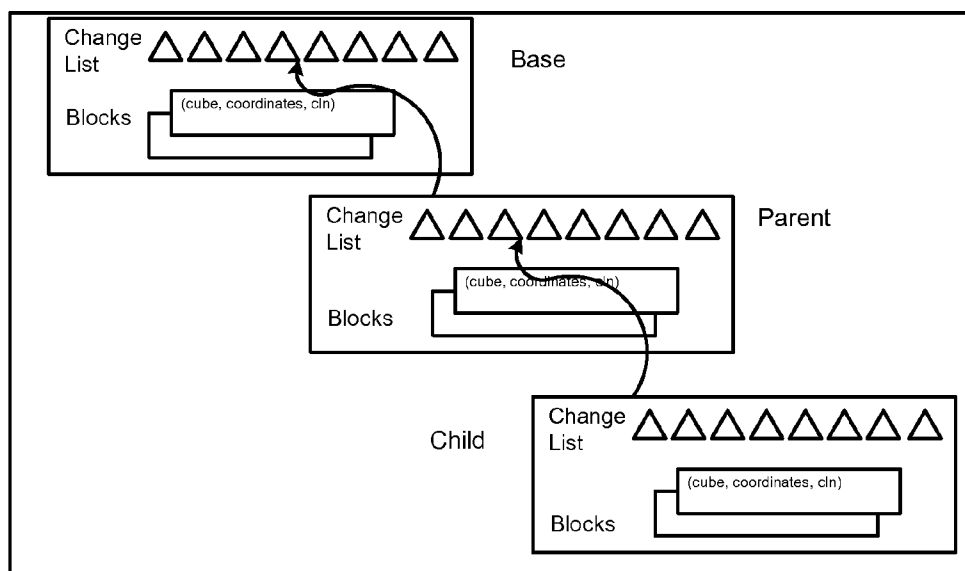 Change
List
Base
Blocks
(cube, coordinates, cln)
Change
List
Parent
Blocks
(cube, coordinates, cln)
Child
Change
List
Blocks
(cube, coordinates, cln)